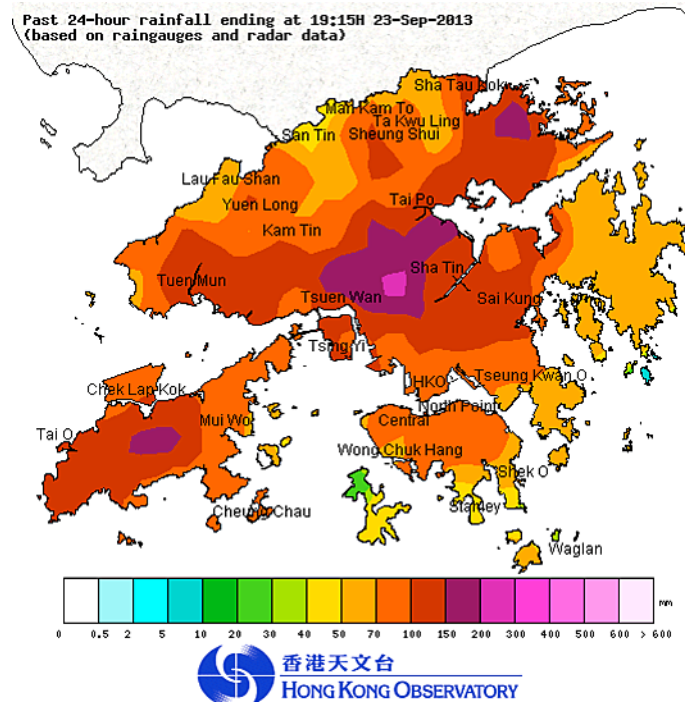 Past 24-hour rainfall ending at 19:15H 23-Sep-2013
(based on raingauges and radar data)
Sha Tau Kok
Man Kam To
Ta Kwu Ling
San Tin
Sheung Shui
Lau Fau Shan
Yuen Long
Tai Po
Kam Tin
Sha Tin
Tuen Mun
Tsuen Wan
Sai Kung
Tsing Yi
Tseung Kwan O
HKO
Chek Lap Kok
North Point
Mui Wo
Central
Tai O
Wong Chuk Hang
Shek O
Stanley
Cheung Chau
Waglan
0 0.5 2 5 10 20 30 40 50 70 100 150 200 300 400 500 600 > 600 mm
香港天文台
HONG KONG OBSERVATORY